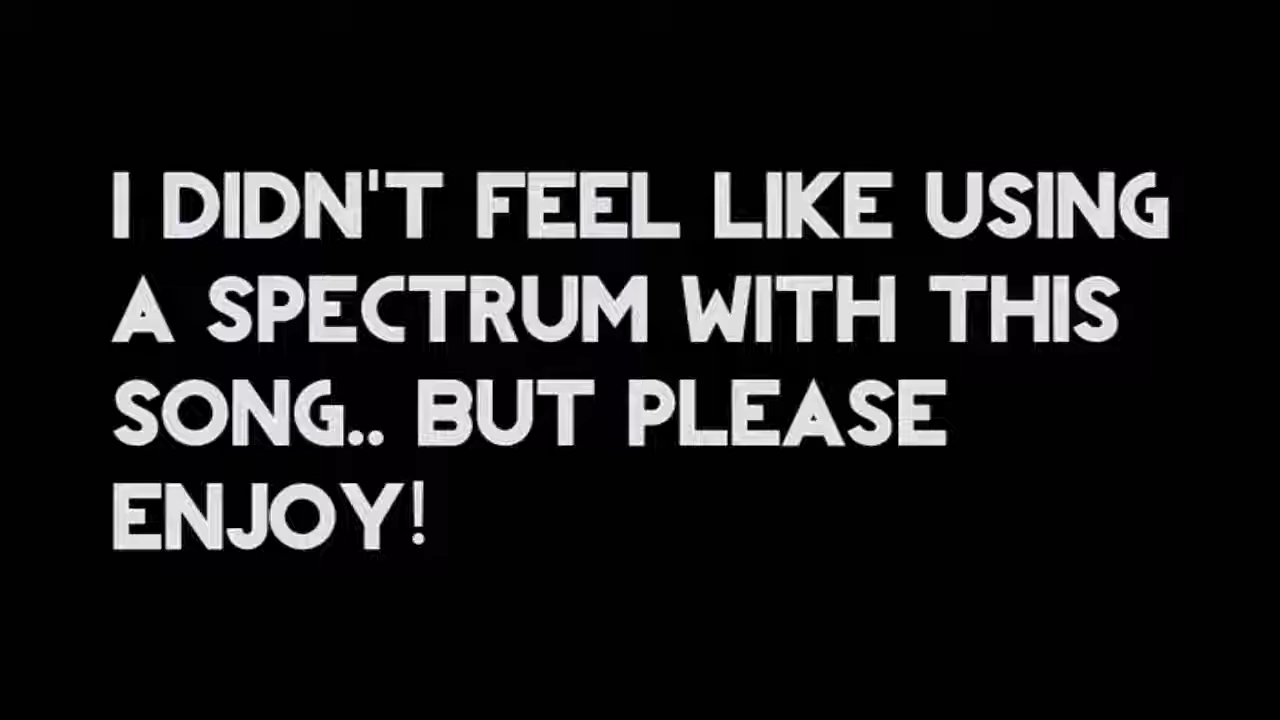 I DIDN'T FEEL LIKE USING
A SPECTRUM WITH THIS
SONG.. BUT PLEASE
ENJOY!